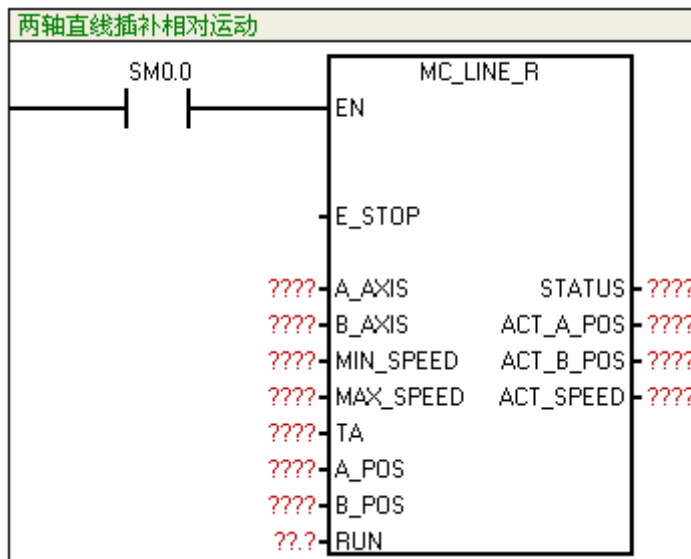 两轴直线插补相对运动
SM0.0
MC_LINE_R
EN
E_STOP
???? A_AXIS STATUS ????
???? B_AXIS ACT_A_POS ????
???? MIN_SPEED ACT_B_POS ????
???? MAX_SPEED ACT_SPEED ????
???? TA
???? A_POS
???? B_POS
??.? RUN